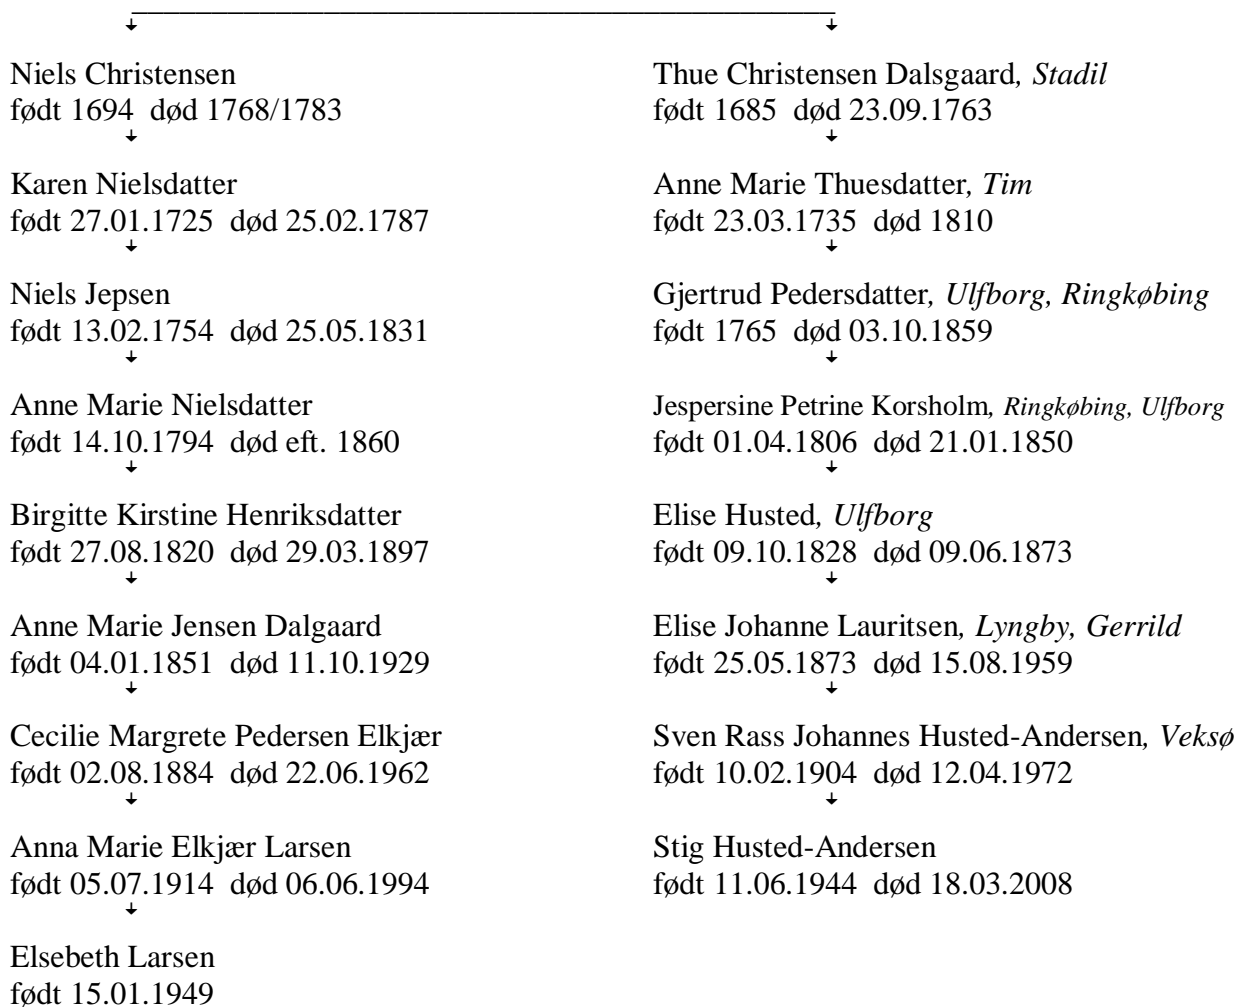 Niels Christensen
født 1694 død 1768/1783
Karen Nielsdatter
født 27.01.1725 død 25.02.1787
Niels Jepsen
født 13.02.1754 død 25.05.1831
Anne Marie Nielsdatter
født 14.10.1794 død eft. 1860
Birgitte Kirstine Henriksdatter
født 27.08.1820 død 29.03.1897
Anne Marie Jensen Dalgaard
født 04.01.1851 død 11.10.1929
Cecilie Margrete Pedersen Elkjær
født 02.08.1884 død 22.06.1962
Anna Marie Elkjær Larsen
født 05.07.1914 død 06.06.1994
Elsebeth Larsen
født 15.01.1949
Thue Christensen Dalsgaard, Stadil
født 1685 død 23.09.1763
Anne Marie Thuesdatter, Tim
født 23.03.1735 død 1810
Gjertrud Pedersdatter, Ulfborg, Ringkøbing
født 1765 død 03.10.1859
Jespersine Petrine Korsholm, Ringkøbing, Ulfborg
født 01.04.1806 død 21.01.1850
Elise Husted, Ulfborg
født 09.10.1828 død 09.06.1873
Elise Johanne Lauritsen, Lyngby, Gerrild
født 25.05.1873 død 15.08.1959
Sven Rass Johannes Husted-Andersen, Veksø
født 10.02.1904 død 12.04.1972
Stig Husted-Andersen
født 11.06.1944 død 18.03.2008